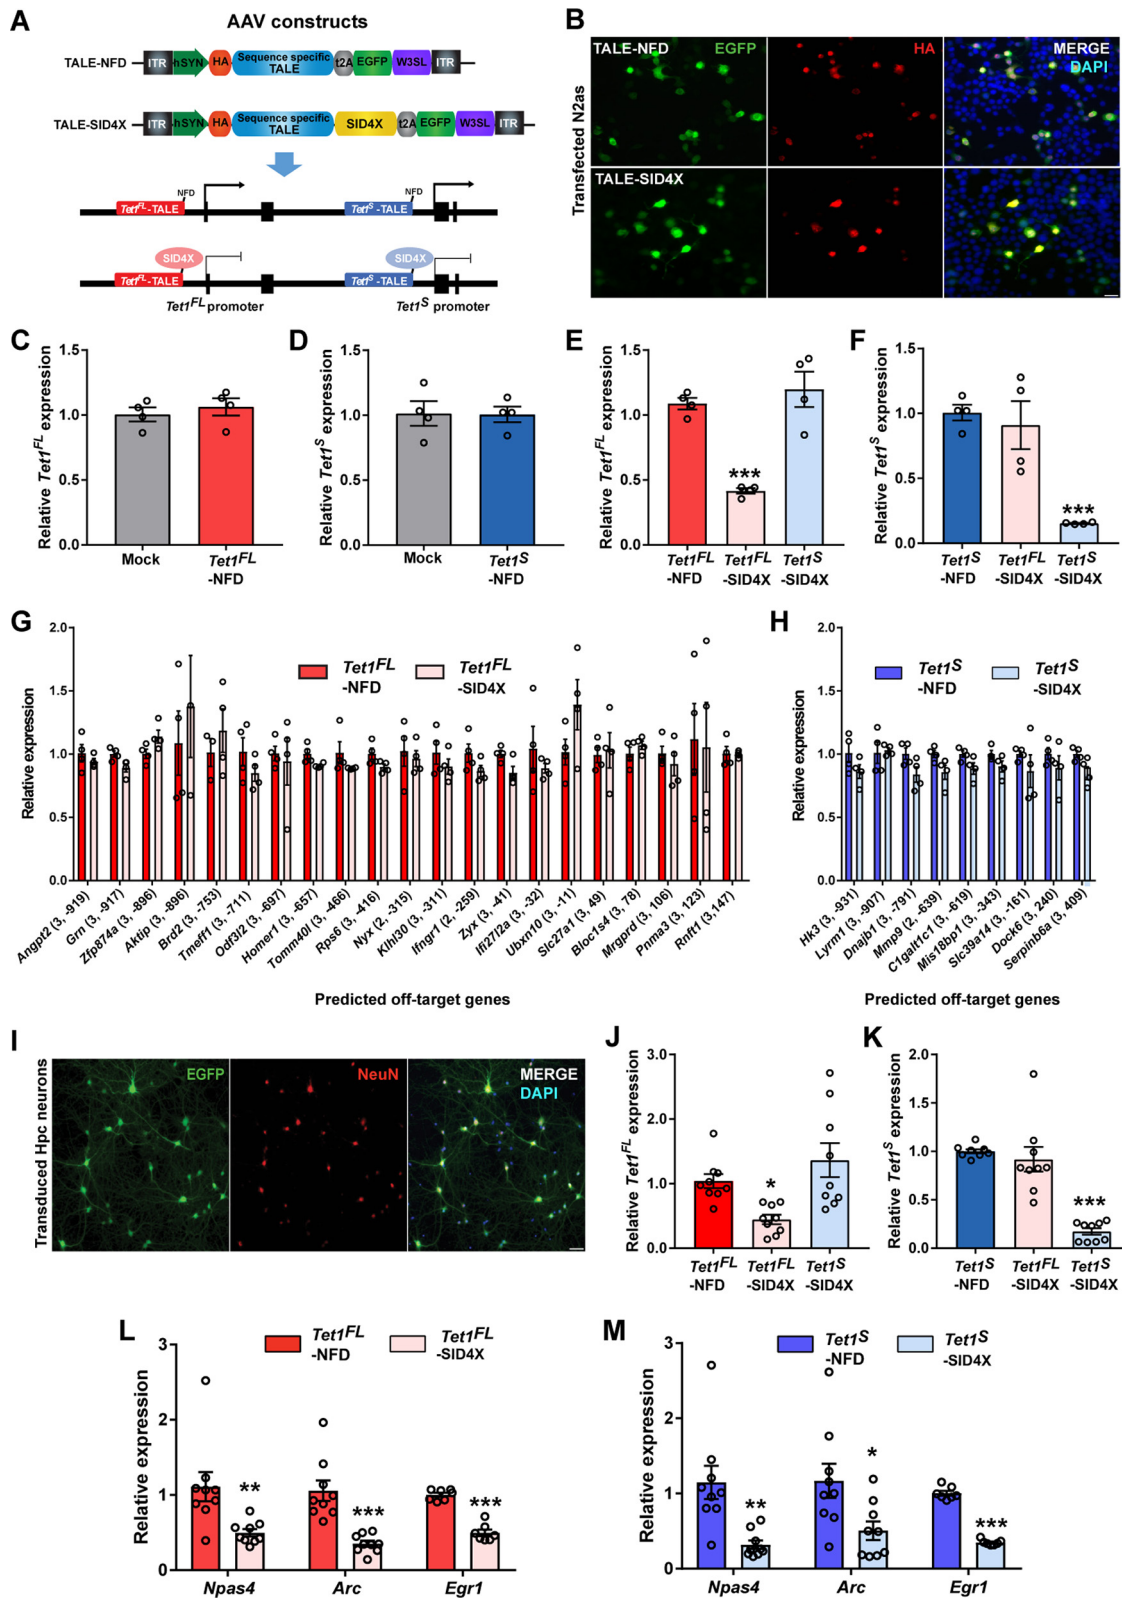 A
AAV constructs
TALE-NFD
ITR hSYN HA Sequence specific TALE t2A EGFP W3SL ITR
TALE-SID4X
ITR hSYN HA Sequence specific TALE SID4X t2A EGFP W3SL ITR
NFD NFD
Tet1FL-TALE Tet1S-TALE
SID4X SID4X
Tet1FL-TALE Tet1S-TALE
Tet1FL promoter Tet1S promoter
B
Transfected N2as
TALE-NFD EGFP HA MERGE
DAPI
TALE-SID4X
C
Relative Tet1FL expression
1.5
1.0
0.5
0.0
Mock Tet1FL
-NFD
D
Relative Tet1S expression
1.5
1.0
0.5
0.0
Mock Tet1S
-NFD
E
Relative Tet1FL expression
1.5
1.0
0.5
0.0
***
Tet1FL Tet1FL Tet1S
-NFD -SID4X -SID4X
F
Relative Tet1S expression
1.5
1.0
0.5
0.0
***
Tet1S Tet1FL Tet1S
-NFD -SID4X -SID4X
G
Relative expression
2.0
1.5
1.0
0.5
0.0
Tet1FL Tet1FL
-NFD -SID4X
Angpt2 (3, -919)
Grn (3, -917)
Zfp874a (3, -896)
Aktip (3, -896)
Brd2 (3, -753)
Tmeff1 (3, -711)
Odf3l2 (3, -697)
Homer1 (3, -657)
Tomm40l (3, -466)
Rps6 (3, -416)
Nyx (2, -315)
Klhl30 (3, -311)
Ifngr1 (2, -259)
Zyx (3, -41)
Ifi27l2a (3, -32)
Ubxn10 (3, -11)
Slc27a1 (3, 49)
Bloc1s4 (3, 78)
Mrgprd (3, 106)
Pnma3 (3, 123)
Rnft1 (3,147)
Predicted off-target genes
H
2.0
1.5
1.0
0.5
0.0
Tet1S Tet1S
-NFD -SID4X
Hk3 (3, -931)
Lyrm1 (3, -907)
Dnajb1 (3, -791)
Mmp9 (2, -639)
C1galt1c1 (3, -619)
Mis18bp1 (3, -343)
Slc39a14 (3, -161)
Dock6 (3, 240)
Serpinb6a (3, 409)
Predicted off-target genes
I
Transduced Hpc neurons
EGFP NeuN MERGE
DAPI
J
Relative Tet1FL expression
3.0
2.0
1.0
0.0
*
Tet1FL Tet1FL Tet1S
-NFD -SID4X -SID4X
K
Relative Tet1S expression
2.0
1.5
1.0
0.5
0.0
***
Tet1S Tet1FL Tet1S
-NFD -SID4X -SID4X
L
Relative expression
3
2
1
0
Tet1FL Tet1FL
-NFD -SID4X
** *** ***
Npas4 Arc Egr1
M
Relative expression
3
2
1
0
Tet1S Tet1S
-NFD -SID4X
** * ***
Npas4 Arc Egr1